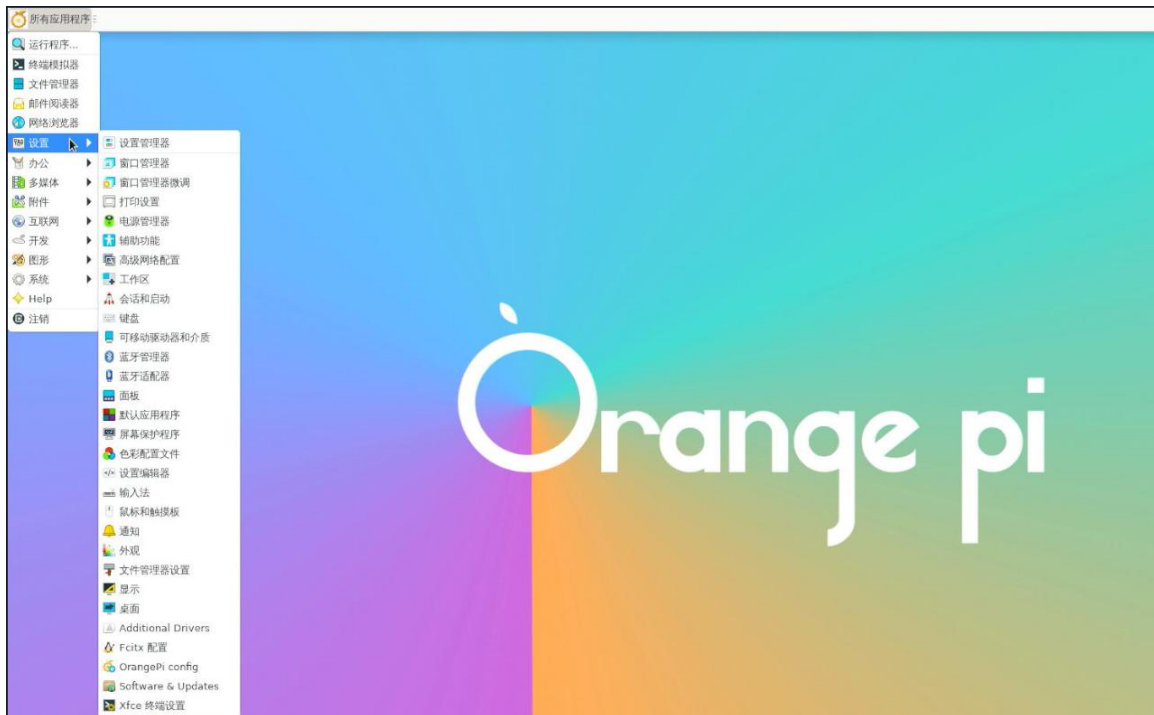 所有应用程序
运行程序...
终端模拟器
文件管理器
邮件阅读器
网络浏览器
设置
办公
多媒体
附件
互联网
开发
图形
系统
Help
注销
设置管理器
窗口管理器
窗口管理器微调
打印设置
电源管理器
辅助功能
高级网络配置
工作区
会话和启动
键盘
可移动驱动器和介质
蓝牙管理器
蓝牙适配器
面板
默认应用程序
屏幕保护程序
色彩配置文件
设置编辑器
输入法
鼠标和触摸板
通知
外观
文件管理器设置
显示
桌面
Additional Drivers
Fcitx 配置
OrangePi config
Software & Updates
Xfce 终端设置
Orange pi